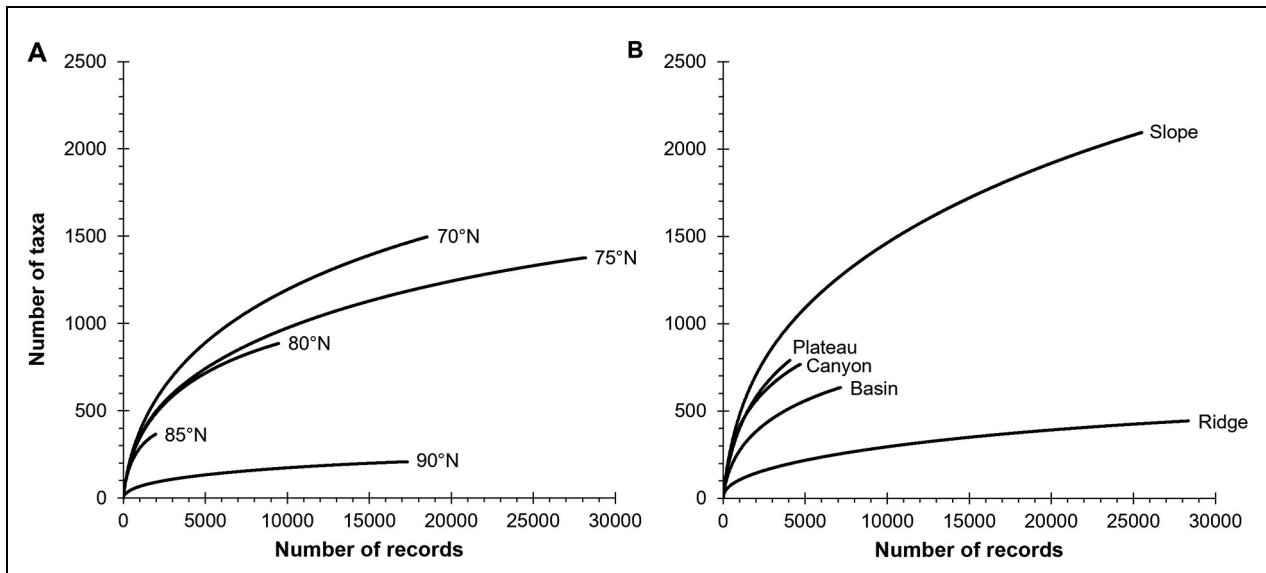 A
2500
2000
1500
1000
500
0
Number of taxa
70°N
75°N
80°N
85°N
90°N
0 5000 10000 15000 20000 25000 30000
Number of records
B
2500
2000
1500
1000
500
0
Slope
Plateau
Canyon
Basin
Ridge
0 5000 10000 15000 20000 25000 30000
Number of records